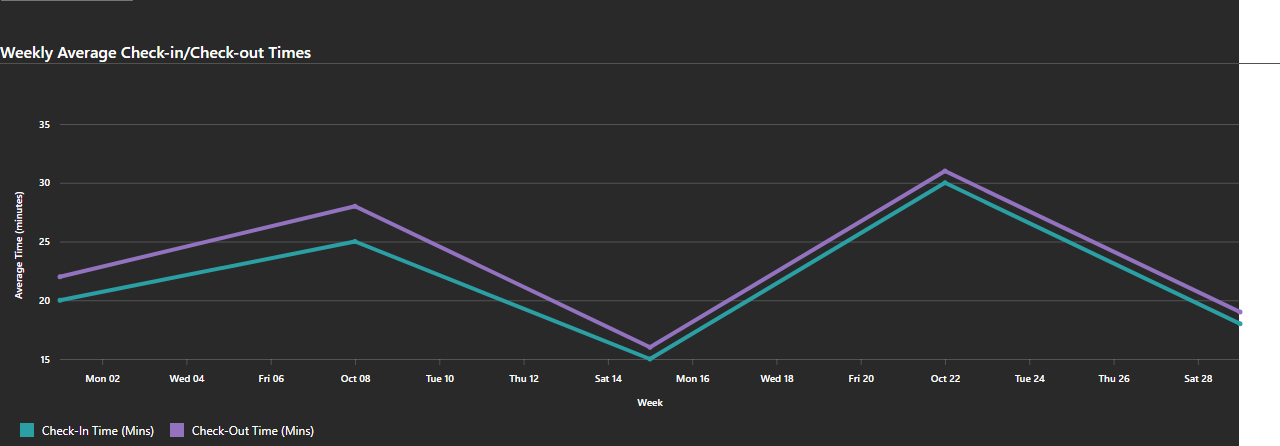 Weekly Average Check-in/Check-out Times
35
30
25
20
15
Average Time (minutes)
Mon 02 Wed 04 Fri 06 Oct 08 Tue 10 Thu 12 Sat 14 Mon 16 Wed 18 Fri 20 Oct 22 Tue 24 Thu 26 Sat 28
Week
Check-In Time (Mins) Check-Out Time (Mins)